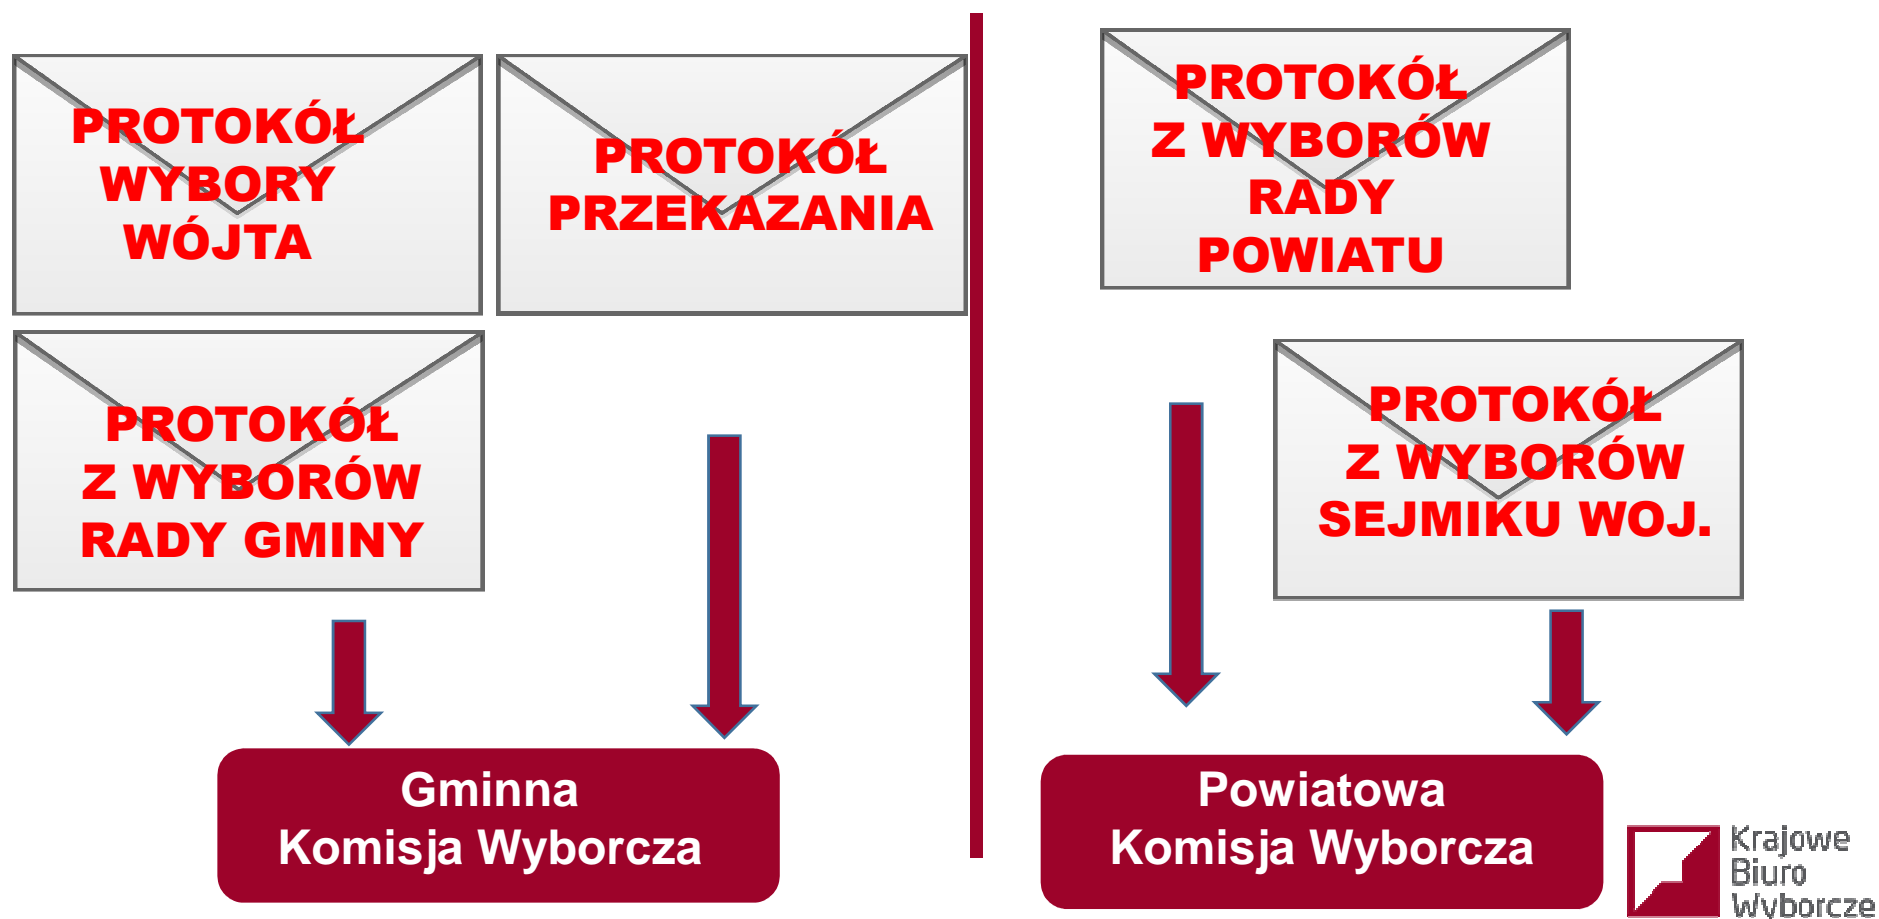 PROTOKÓŁ
WYBORY
WÓJTA
PROTOKÓŁ
PRZEKAZANIA
PROTOKÓŁ
Z WYBORÓW
RADY GMINY
Gminna
Komisja Wyborcza
PROTOKÓŁ
Z WYBORÓW
RADY
POWIATU
PROTOKÓŁ
Z WYBORÓW
SEJMIKU WOJ.
Powiatowa
Komisja Wyborcza
Krajowe
Biuro
Wyborcze